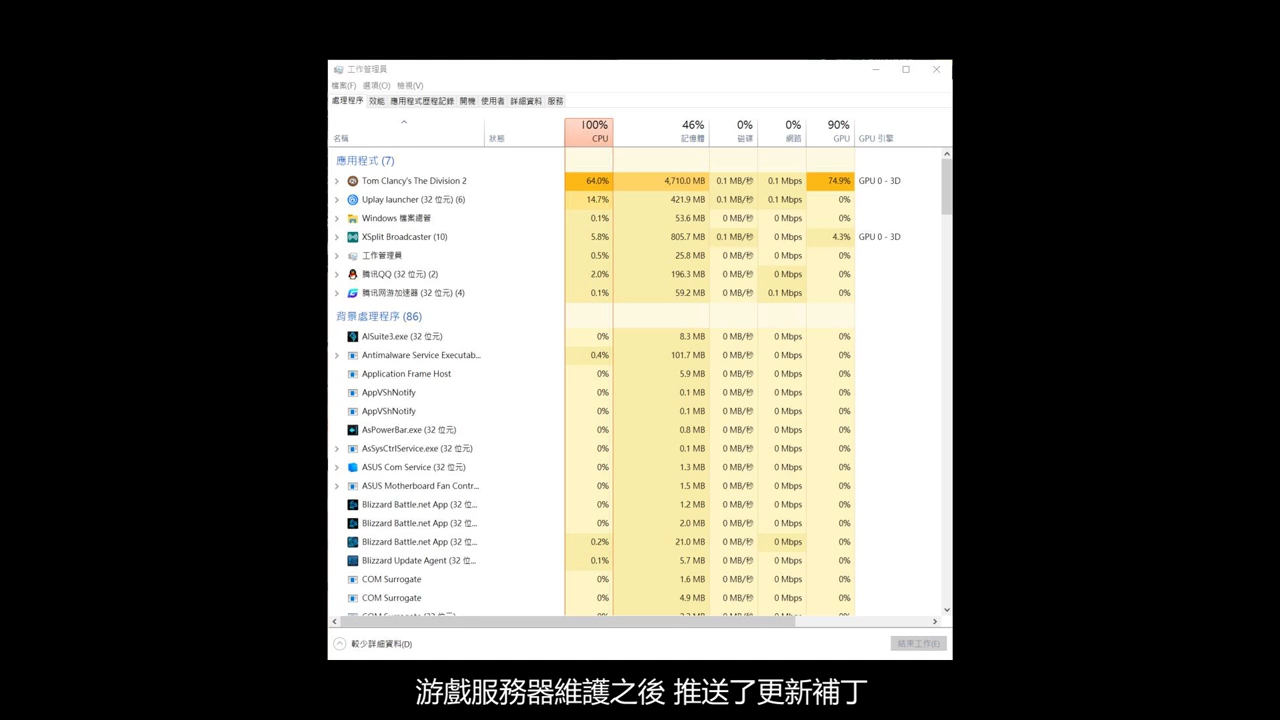 工作管理員
檔案(F) 選項(O) 檢視(V)
處理程序 效能 應用程式歷程記錄 開機 使用者 詳細資料 服務
100% 46% 0% 0% 90%
名稱 狀態 CPU 記憶體 磁碟 網路 GPU GPU 引擎
應用程式 (7)
Tom Clancy's The Division 2 64.0% 4,710.0 MB 0.1 MB/秒 0.1 Mbps 74.9% GPU 0 - 3D
Uplay launcher (32 位元) (6) 14.7% 421.9 MB 0.1 MB/秒 0.1 Mbps 0%
Windows 檔案總管 0.1% 53.6 MB 0 MB/秒 0 Mbps 0%
XSplit Broadcaster (10) 5.8% 805.7 MB 0.1 MB/秒 0 Mbps 4.3% GPU 0 - 3D
工作管理員 0.5% 25.8 MB 0 MB/秒 0 Mbps 0%
腾讯QQ (32 位元) (2) 2.0% 196.3 MB 0 MB/秒 0 Mbps 0%
腾讯网游加速器 (32 位元) (4) 0.1% 59.2 MB 0 MB/秒 0.1 Mbps 0%
背景處理程序 (86)
AISuite3.exe (32 位元) 0% 8.3 MB 0 MB/秒 0 Mbps 0%
Antimalware Service Executab... 0.4% 101.7 MB 0 MB/秒 0 Mbps 0%
Application Frame Host 0% 5.9 MB 0 MB/秒 0 Mbps 0%
AppVShNotify 0% 0.1 MB 0 MB/秒 0 Mbps 0%
AppVShNotify 0% 0.1 MB 0 MB/秒 0 Mbps 0%
AsPowerBar.exe (32 位元) 0% 0.8 MB 0 MB/秒 0 Mbps 0%
AsSysCtrlService.exe (32 位元) 0% 0.1 MB 0 MB/秒 0 Mbps 0%
ASUS Com Service (32 位元) 0% 1.3 MB 0 MB/秒 0 Mbps 0%
ASUS Motherboard Fan Contr... 0% 1.5 MB 0 MB/秒 0 Mbps 0%
Blizzard Battle.net App (32 位... 0% 1.2 MB 0 MB/秒 0 Mbps 0%
Blizzard Battle.net App (32 位... 0% 2.0 MB 0 MB/秒 0 Mbps 0%
Blizzard Battle.net App (32 位... 0.2% 21.0 MB 0 MB/秒 0 Mbps 0%
Blizzard Update Agent (32 位... 0.1% 5.7 MB 0 MB/秒 0 Mbps 0%
COM Surrogate 0% 1.6 MB 0 MB/秒 0 Mbps 0%
COM Surrogate 0% 4.9 MB 0 MB/秒 0 Mbps 0%
較少詳細資料(D) 結束工作(E)
游戲服務器維護之後 推送了更新補丁